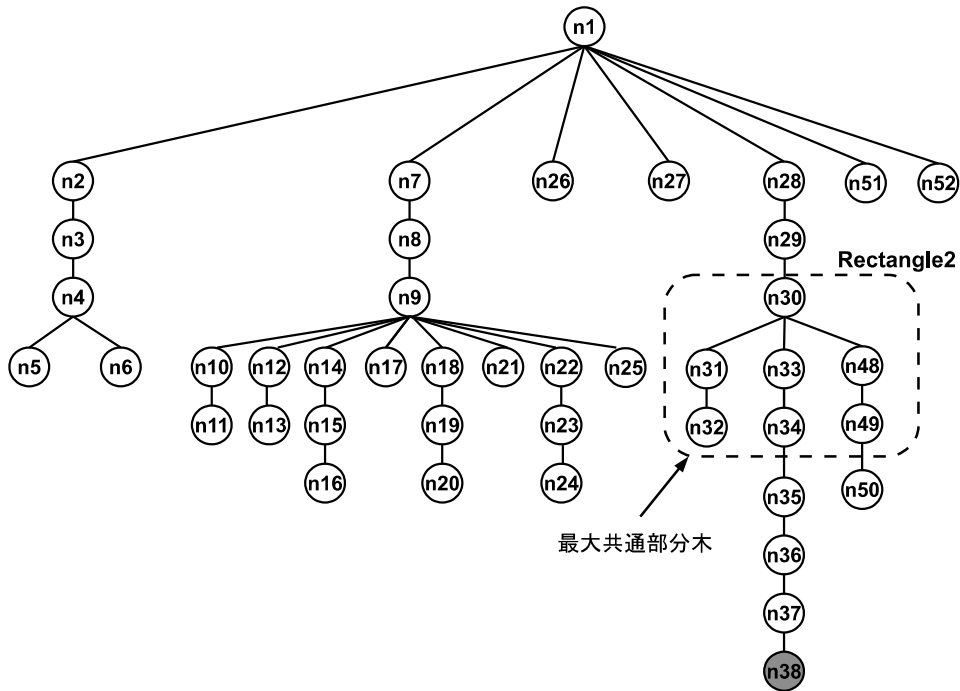 n1
n2 n7 n26 n27 n28 n51 n52
n3 n8 n29
Rectangle2
n4 n9 n30
n5 n6 n10 n12 n14 n17 n18 n21 n22 n25 n31 n33 n48
n11 n13 n15 n19 n23 n32 n34 n49
n16 n20 n24 n35 n50
最大共通部分木
n36
n37
n38